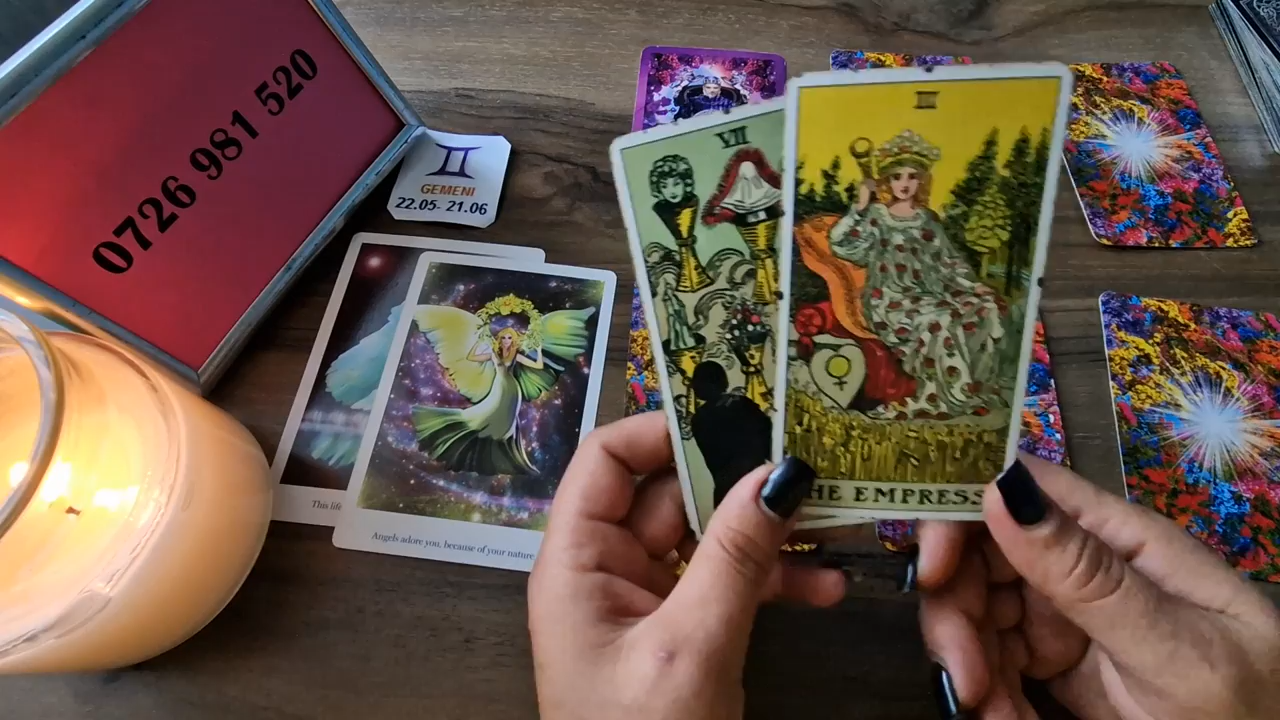 0726 981 520
GEMENI
22.05- 21.06
VII
III
THE EMPRESS
This life
Angels adore you, because of your nature